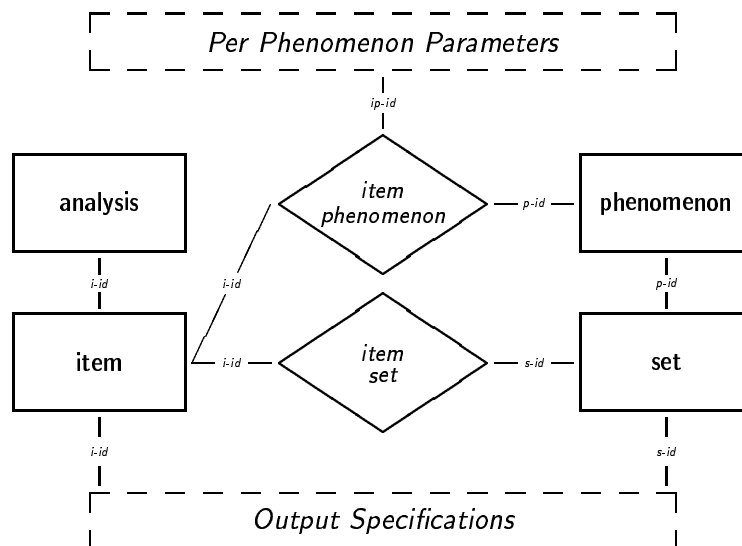 Per Phenomenon Parameters
ip-id
analysis
item
phenomenon
p-id
phenomenon
i-id
i-id
p-id
item
i-id
item
set
s-id
set
i-id
s-id
Output Specifications